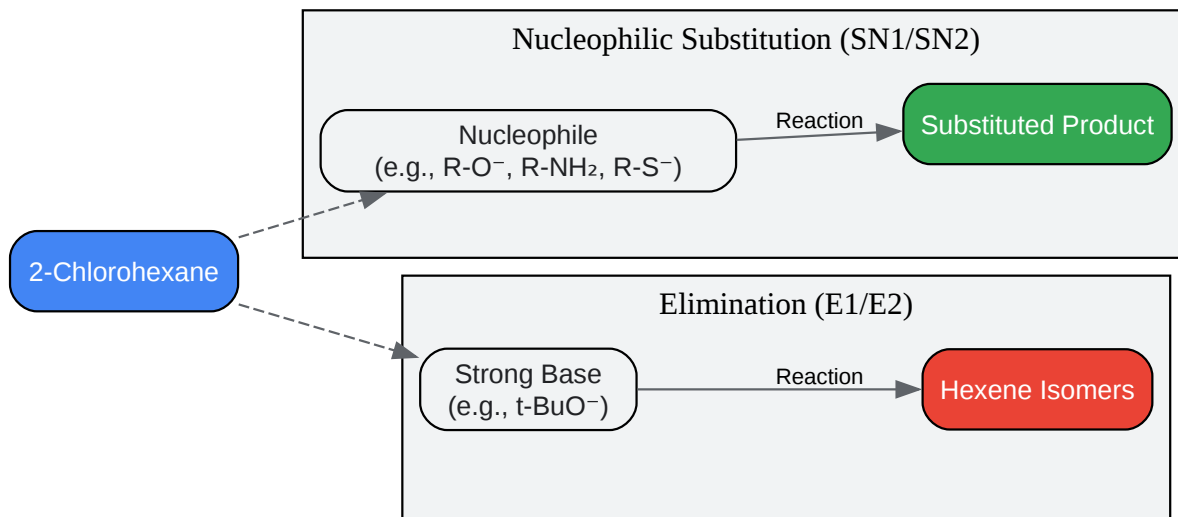 Nucleophilic Substitution (SN1/SN2)
Nucleophile
(e.g., R-O⁻, R-NH₂, R-S⁻)
Reaction
Substituted Product
2-Chlorohexane
Elimination (E1/E2)
Strong Base
(e.g., t-BuO⁻)
Reaction
Hexene Isomers